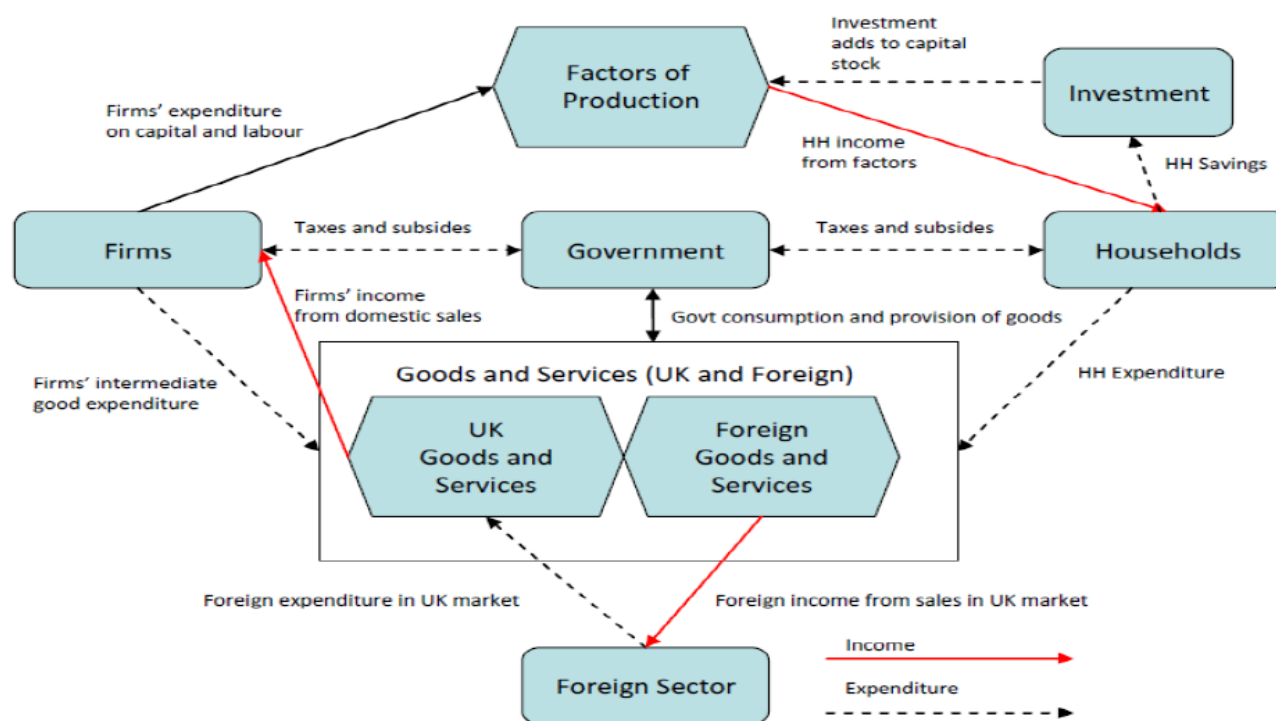 Investment
adds to capital
stock
Factors of
Production
Investment
Firms’ expenditure
on capital and labour
HH income
from factors
HH Savings
Firms
Taxes and subsides
Government
Taxes and subsides
Households
Firms’ income
from domestic sales
Govt consumption and provision of goods
Firms’ intermediate
good expenditure
Goods and Services (UK and Foreign)
HH Expenditure
UK
Goods and
Services
Foreign
Goods and
Services
Foreign expenditure in UK market
Foreign income from sales in UK market
Foreign Sector
Income
Expenditure